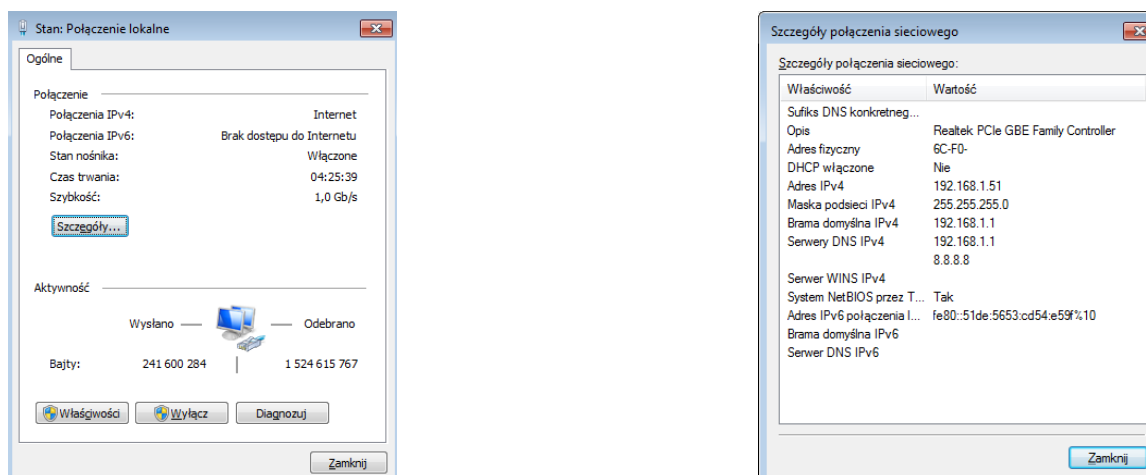 Stan: Połączenie lokalne
Ogólne
Połączenie
Połączenia IPv4: Internet
Połączenia IPv6: Brak dostępu do Internetu
Stan nośnika: Włączone
Czas trwania: 04:25:39
Szybkość: 1,0 Gb/s
Szczegóły...
Aktywność
Wysłano Odebrano
Bajty: 241 600 284 1 524 615 767
Właściwości Wyłącz Diagnozuj
Zamknij
Szczegóły połączenia sieciowego
Szczegóły połączenia sieciowego:
Właściwość Wartość
Sufiks DNS konkretneg...
Opis Realtek PCIe GBE Family Controller
Adres fizyczny 6C-F0-
DHCP włączone Nie
Adres IPv4 192.168.1.51
Maska podsieci IPv4 255.255.255.0
Brama domyślna IPv4 192.168.1.1
Serwery DNS IPv4 192.168.1.1
8.8.8.8
Serwer WINS IPv4
System NetBIOS przez T... Tak
Adres IPv6 połączenia l... fe80::51de:5653:cd54:e59f%10
Brama domyślna IPv6
Serwer DNS IPv6
Zamknij